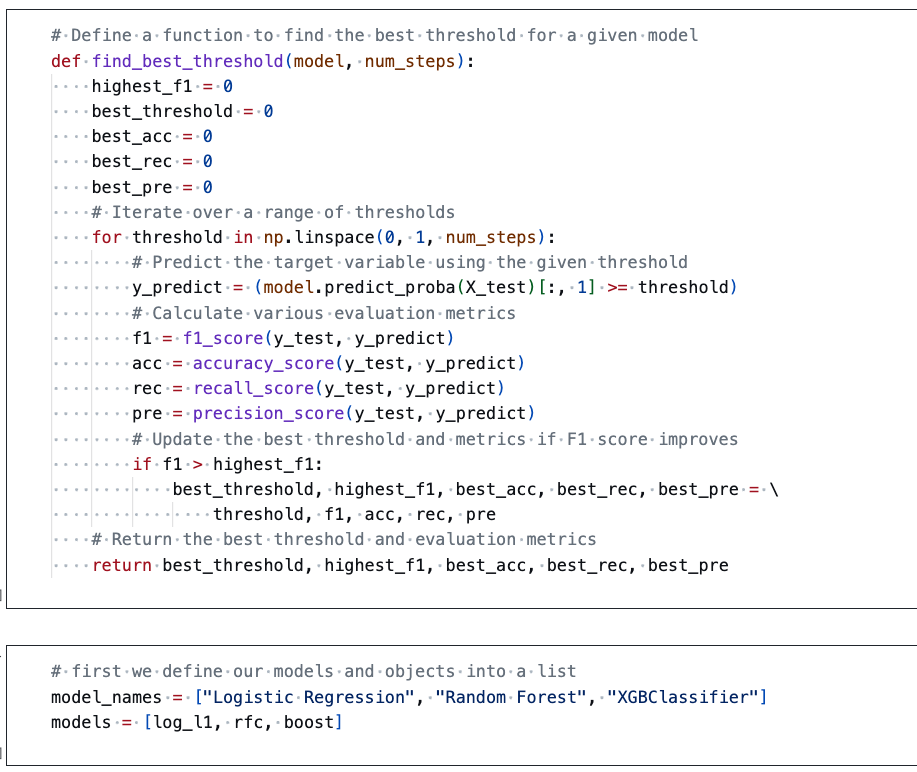 # Define a function to find the best threshold for a given model
def find_best_threshold(model, num_steps):
    highest_f1 = 0
    best_threshold = 0
    best_acc = 0
    best_rec = 0
    best_pre = 0
    # Iterate over a range of thresholds
    for threshold in np.linspace(0, 1, num_steps):
        # Predict the target variable using the given threshold
        y_predict = (model.predict_proba(X_test)[:, 1] >= threshold)
        # Calculate various evaluation metrics
        f1 = f1_score(y_test, y_predict)
        acc = accuracy_score(y_test, y_predict)
        rec = recall_score(y_test, y_predict)
        pre = precision_score(y_test, y_predict)
        # Update the best threshold and metrics if F1 score improves
        if f1 > highest_f1:
            best_threshold, highest_f1, best_acc, best_rec, best_pre = \
                threshold, f1, acc, rec, pre
    # Return the best threshold and evaluation metrics
    return best_threshold, highest_f1, best_acc, best_rec, best_pre
# first we define our models and objects into a list
model_names = ["Logistic Regression", "Random Forest", "XGBClassifier"]
models = [log_l1, rfc, boost]